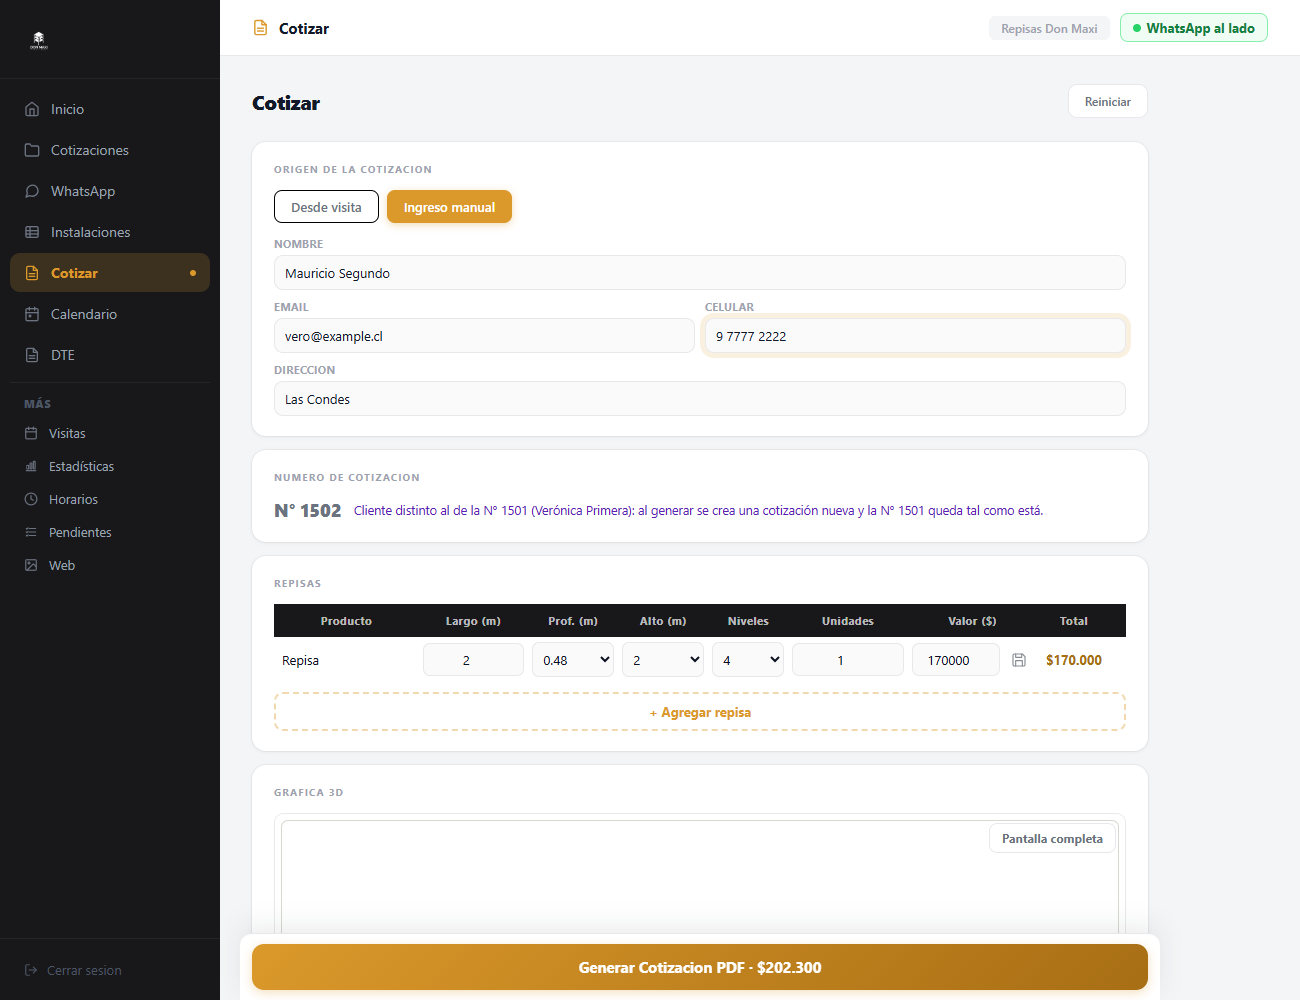 DON MAXI
Inicio
Cotizaciones
WhatsApp
Instalaciones
Cotizar
Calendario
DTE
MÁS
Visitas
Estadísticas
Horarios
Pendientes
Web
Cerrar sesion
Cotizar
Repisas Don Maxi
WhatsApp al lado
Cotizar
Reiniciar
ORIGEN DE LA COTIZACION
Desde visita
Ingreso manual
NOMBRE
Mauricio Segundo
EMAIL
CELULAR
vero@example.cl
9 7777 2222
DIRECCION
Las Condes
NUMERO DE COTIZACION
N° 1502 Cliente distinto al de la N° 1501 (Verónica Primera): al generar se crea una cotización nueva y la N° 1501 queda tal como está.
REPISAS
Producto Largo (m) Prof. (m) Alto (m) Niveles Unidades Valor ($) Total
Repisa 2 0.48 2 4 1 170000 $170.000
+ Agregar repisa
GRAFICA 3D
Pantalla completa
Generar Cotizacion PDF · $202.300